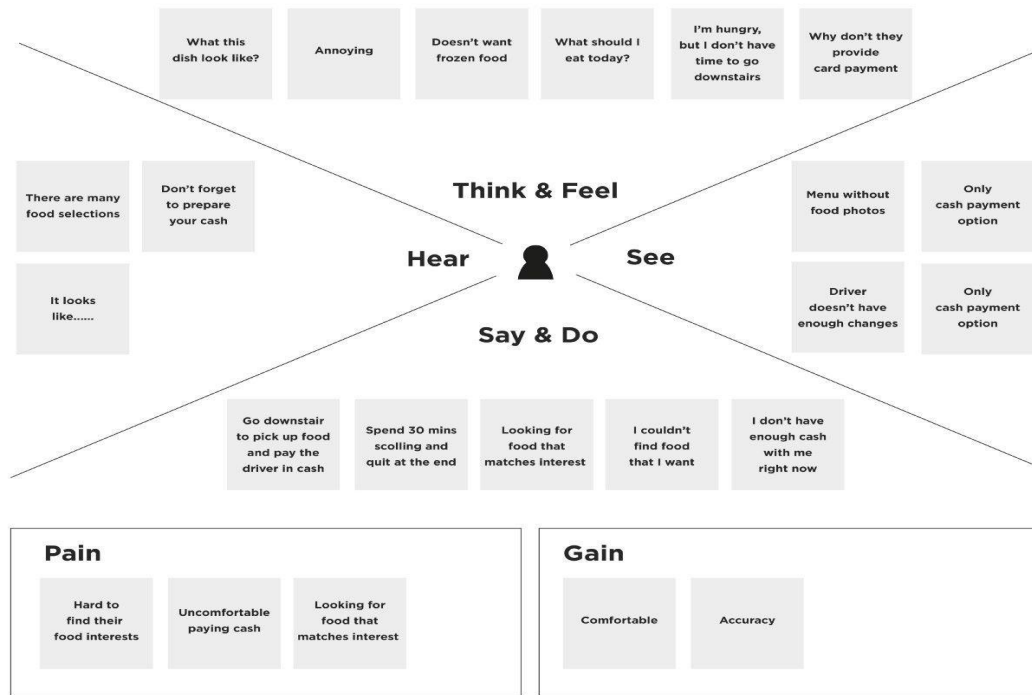 What this
dish look like?
Annoying
Doesn't want
frozen food
What should I
eat today?
I'm hungry,
but I don't have
time to go
downstairs
Why don't they
provide
card payment
Think & Feel
There are many
food selections
Don't forget
to prepare
your cash
It looks
like......
Hear
See
Menu without
food photos
Only
cash payment
option
Driver
doesn't have
enough changes
Only
cash payment
option
Say & Do
Go downstair
to pick up food
and pay the
driver in cash
Spend 30 mins
scolling and
quit at the end
Looking for
food that
matches interest
I couldn't
find food
that I want
I don't have
enough cash
with me
right now
Pain
Hard to
find their
food interests
Uncomfortable
paying cash
Looking for
food that
matches interest
Gain
Comfortable
Accuracy